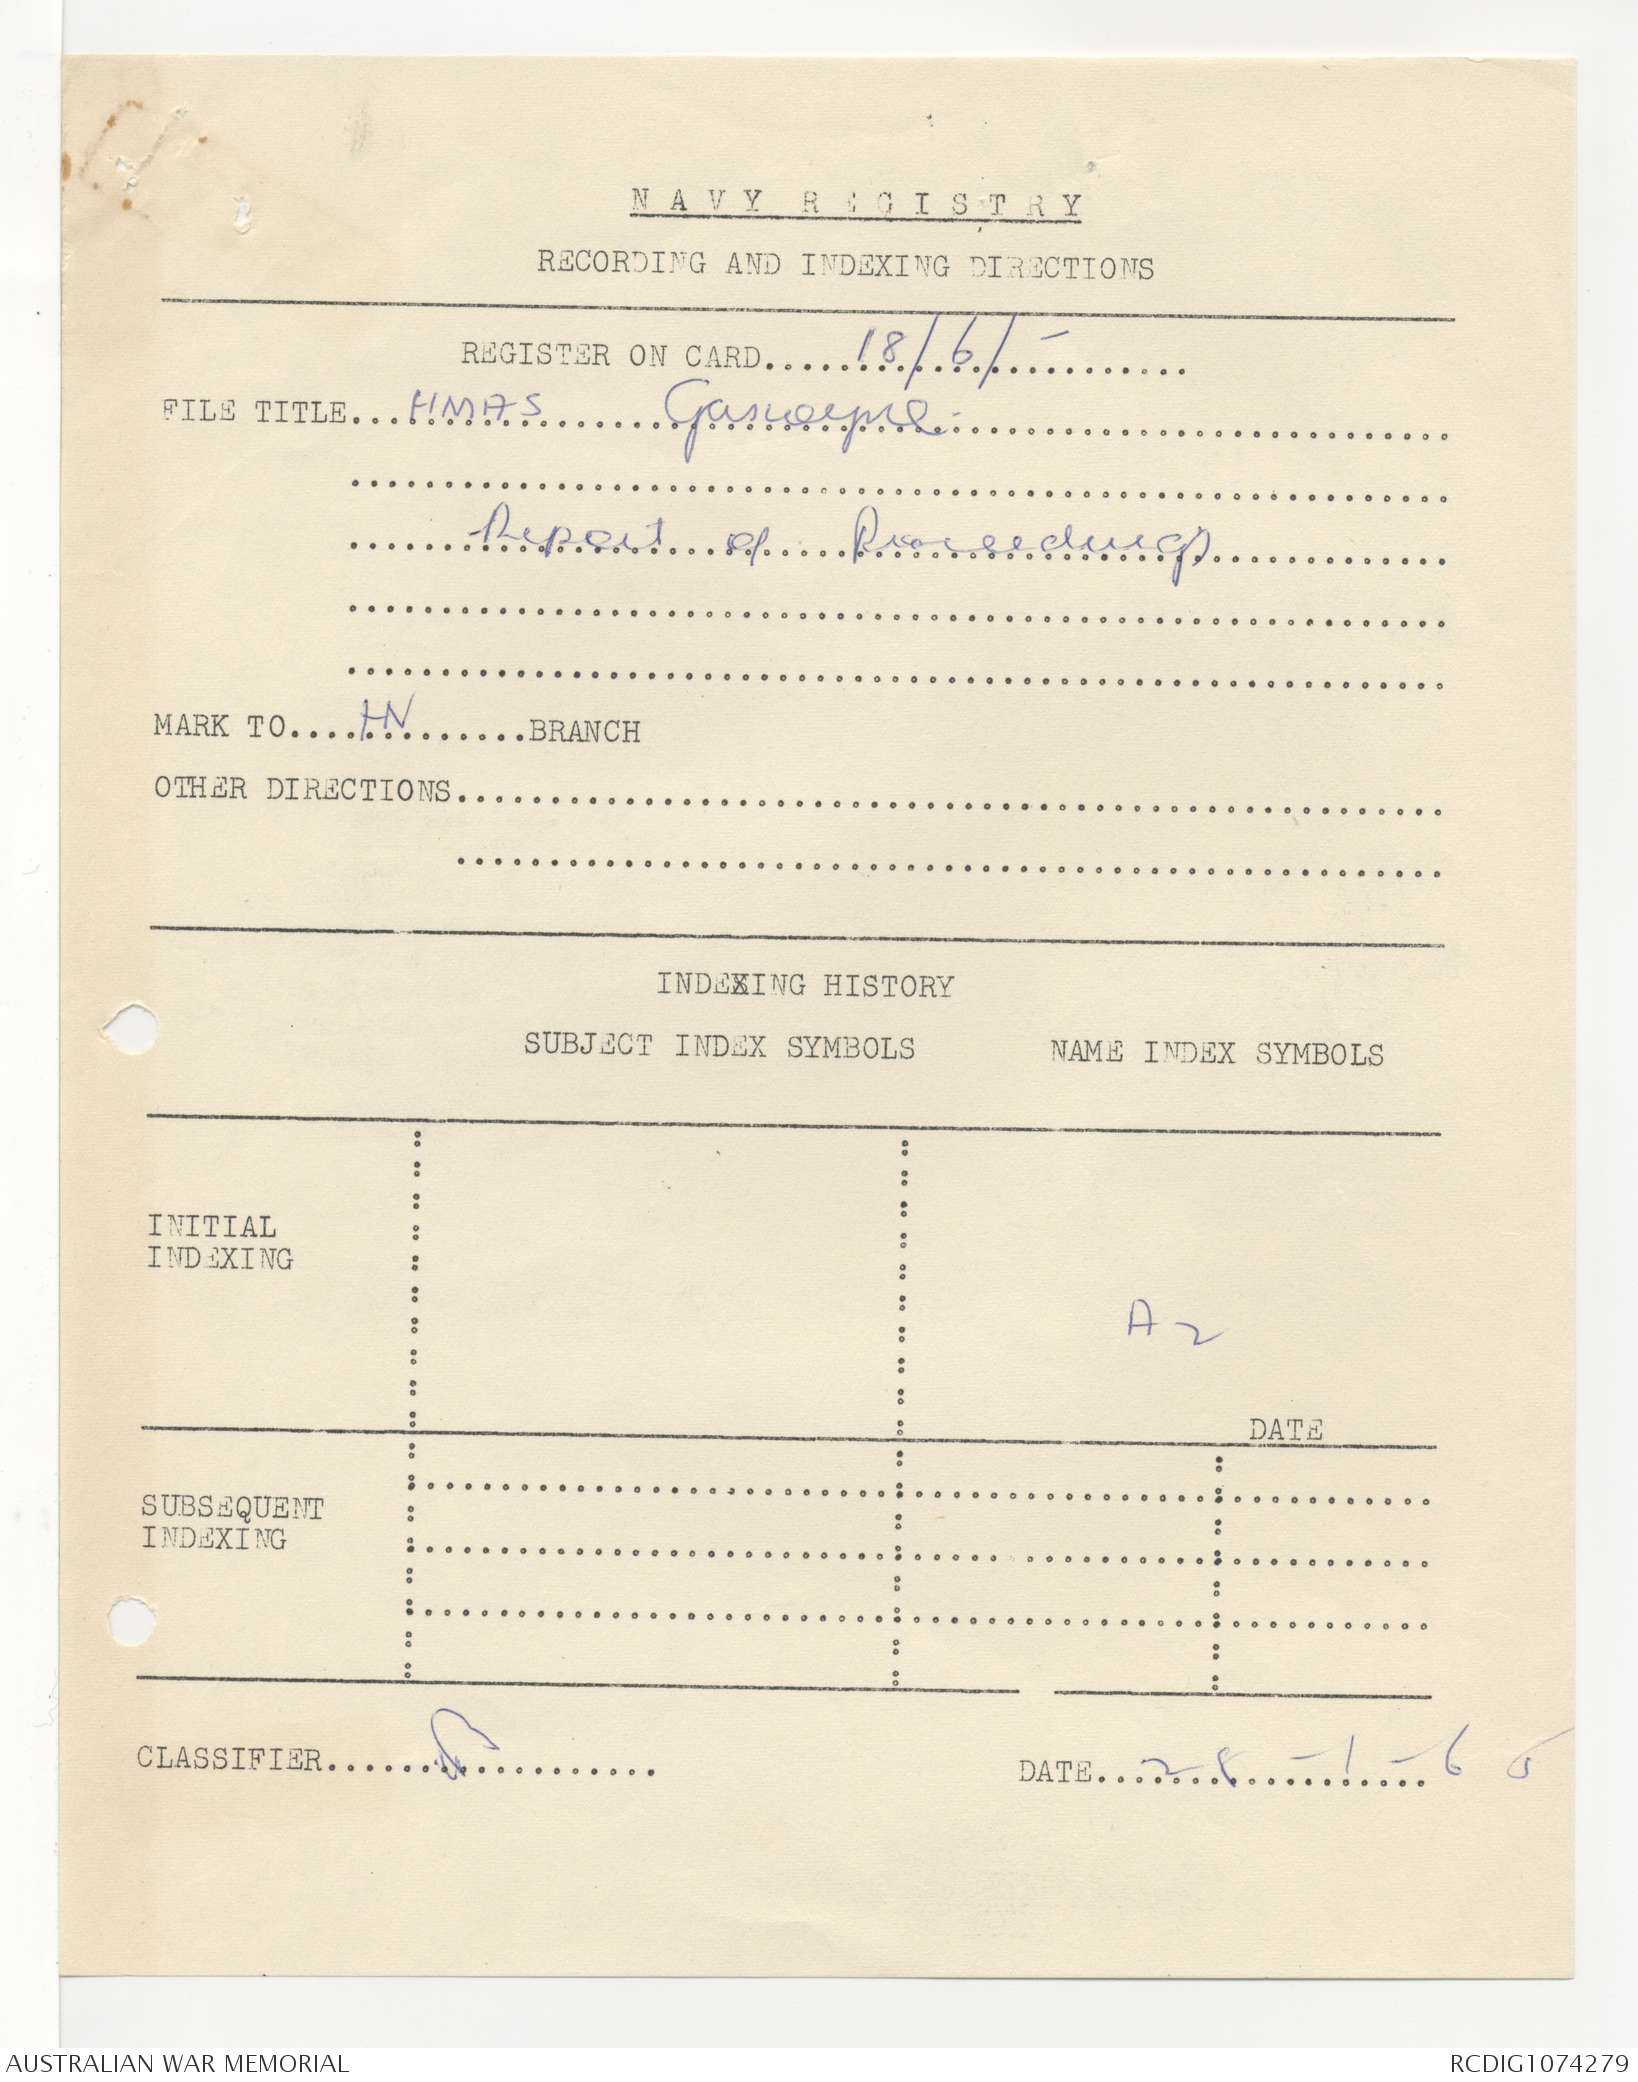 NAVY REGISTRY
RECORDING AND INDEXING DIRECTIONS
REGISTER ON CARD.....18/6/-
FILE TITLE...HMAS Gascoyne.
Report of Proceedings
MARK TO....HN.........BRANCH
OTHER DIRECTIONS
INDEXING HISTORY
SUBJECT INDEX SYMBOLS NAME INDEX SYMBOLS
INITIAL
INDEXING
A2
DATE
SUBSEQUENT
INDEXING
CLASSIFIER DATE 28-1-65
AUSTRALIAN WAR MEMORIAL RCDIG1074279